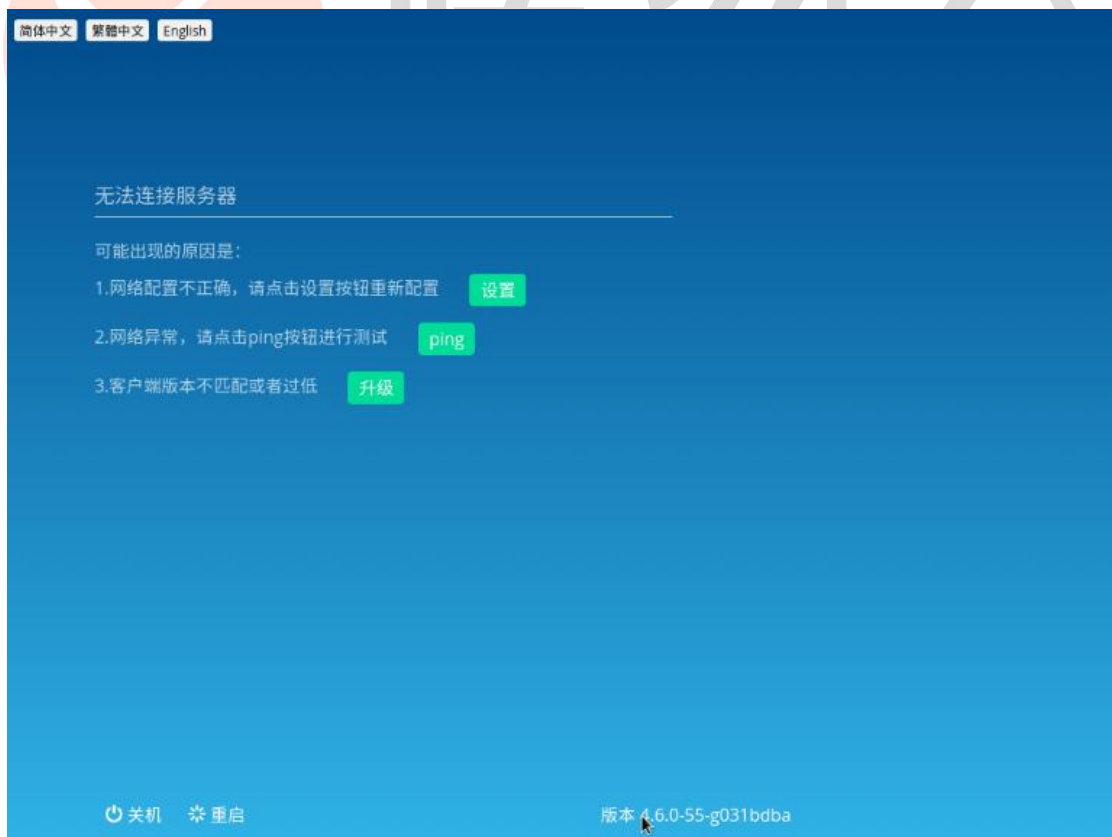 简体中文 繁體中文 English
无法连接服务器
可能出现的原因是：
1.网络配置不正确，请点击设置按钮重新配置 设置
2.网络异常，请点击ping按钮进行测试 ping
3.客户端版本不匹配或者过低 升级
关机 重启 版本 4.6.0-55-g031bdba